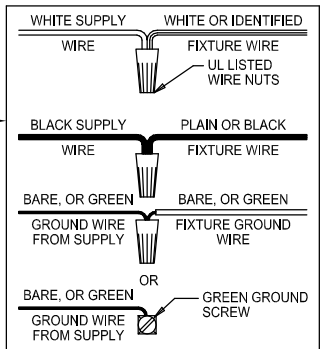 WHITE SUPPLY WHITE OR IDENTIFIED
WIRE FIXTURE WIRE
UL LISTED
WIRE NUTS
BLACK SUPPLY PLAIN OR BLACK
WIRE FIXTURE WIRE
BARE, OR GREEN BARE, OR GREEN
GROUND WIRE FIXTURE GROUND
FROM SUPPLY WIRE
OR
BARE, OR GREEN GREEN GROUND
SCREW
GROUND WIRE
FROM SUPPLY